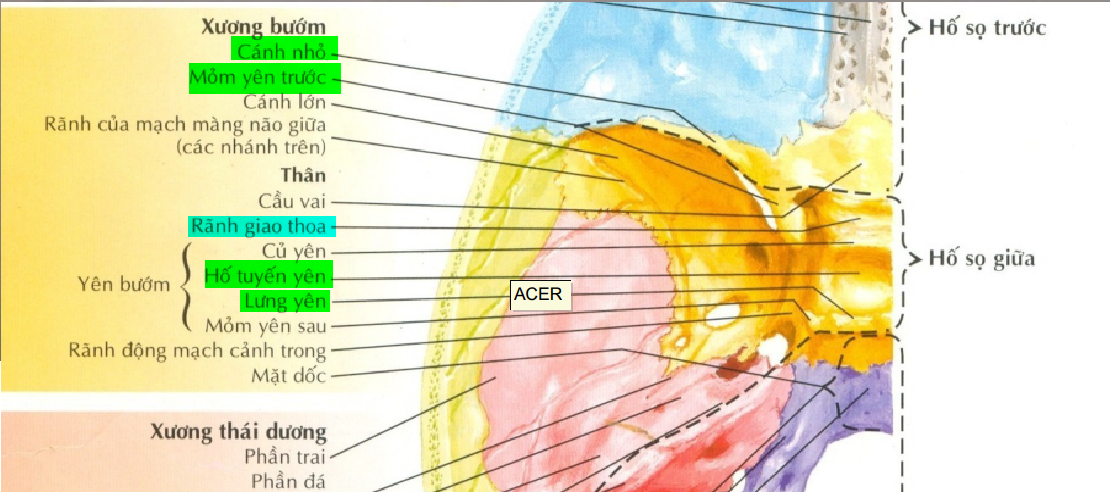 Xương bướm
Cánh nhỏ
Mỏm yên trước
Cánh lớn
Rãnh của mạch màng não giữa
(các nhánh trên)
Thân
Cầu vai
Rãnh giao thoa
Củ yên
Yên bướm
Hố tuyến yên
Lưng yên
Mỏm yên sau
Rãnh động mạch cảnh trong
Mặt dốc
Xương thái dương
Phần trai
Phần đá
ACER
Hố sọ trước
Hố sọ giữa